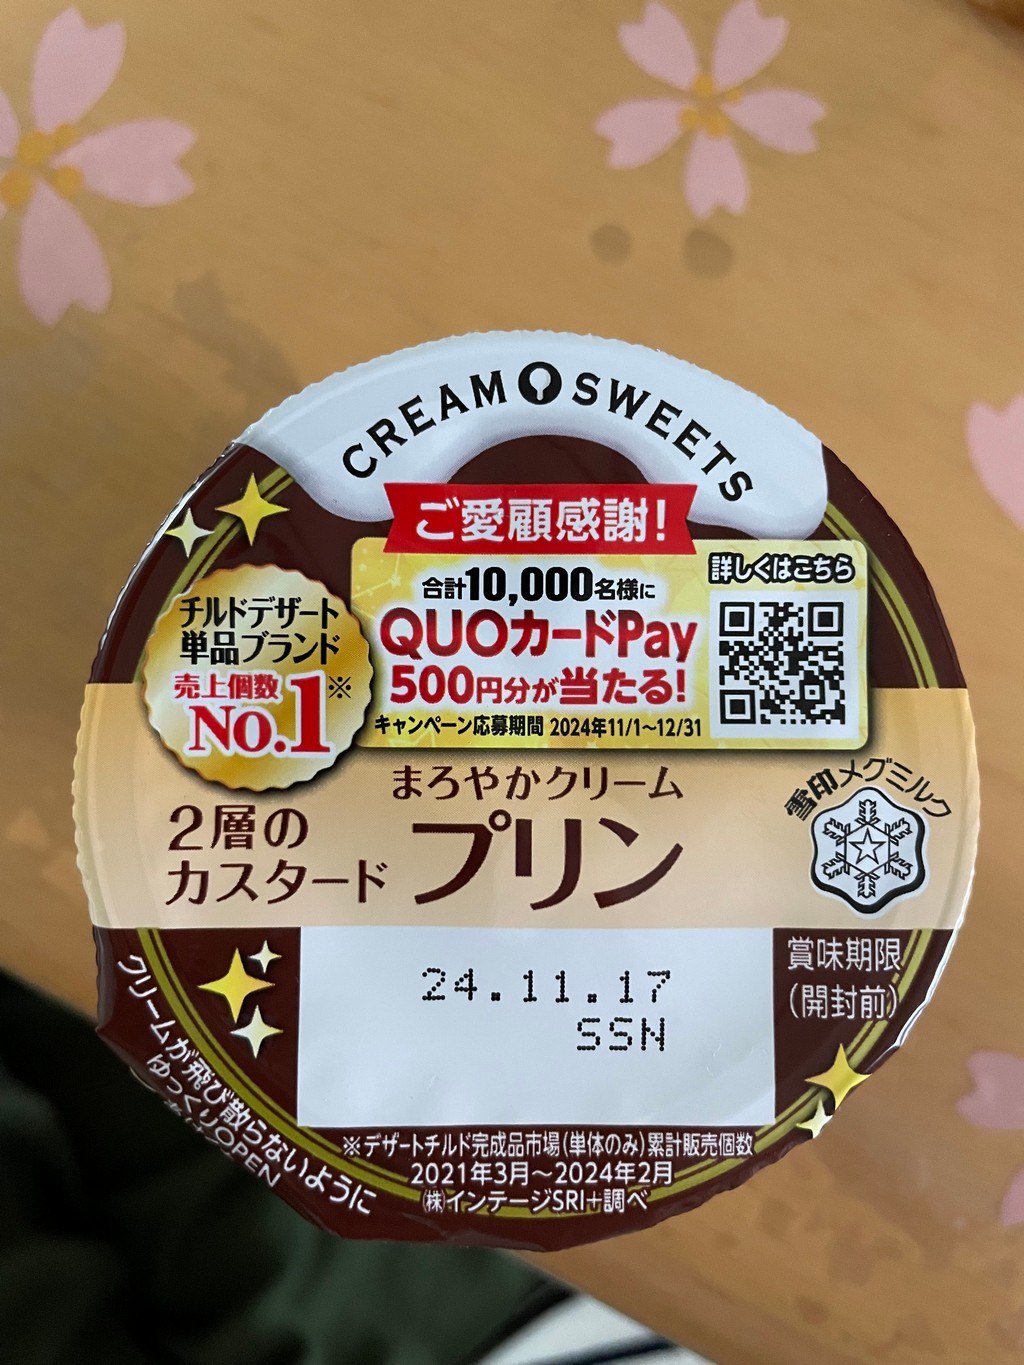 CREAM SWEETS
ご愛顧感謝!
合計10,000名様に
QUOカードPay
500円分が当たる!
キャンペーン応募期間 2024年11/1〜12/31
詳しくはこちら
チルドデザート
単品ブランド
売上個数
No.1※
まろやかクリーム
2層の
カスタード
プリン
雪印メグミルク
24.11.17
SSN
賞味期限
(開封前)
クリームが飛び散らないように
ゆっくりOPEN
※デザートチルド完成品市場(単体のみ)累計販売個数
2021年3月〜2024年2月
(株)インテージSRI+調べ